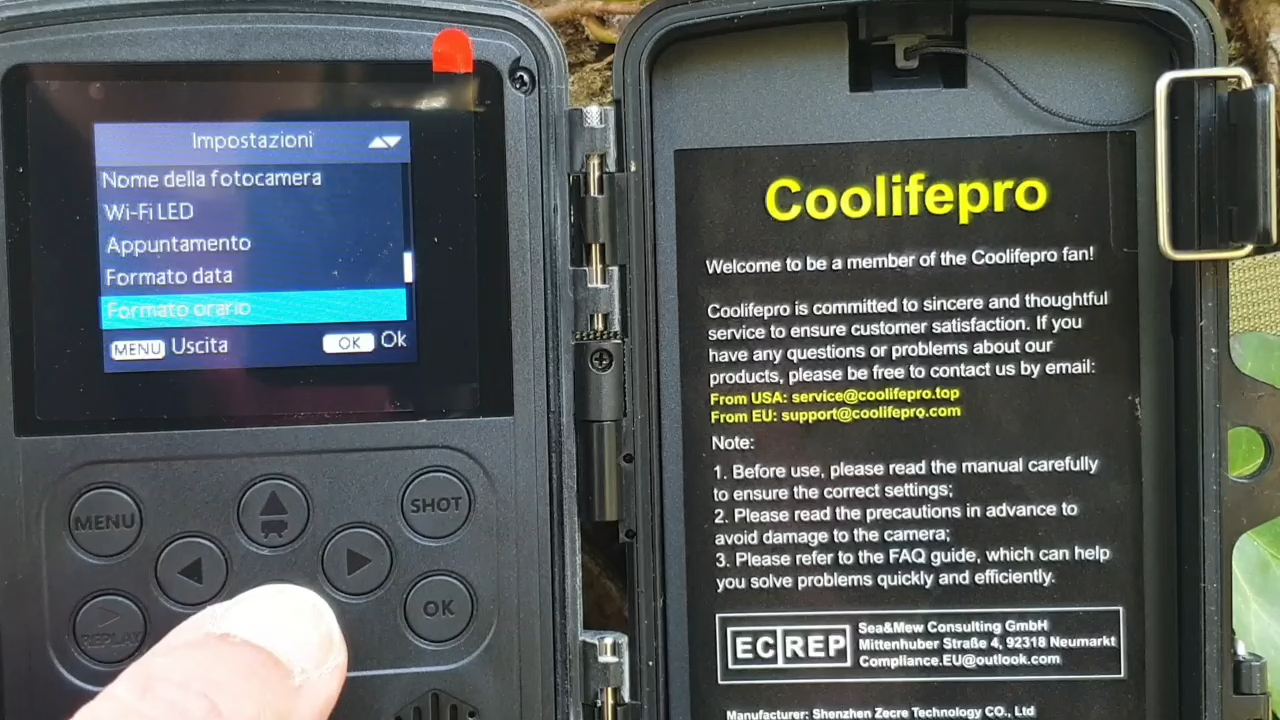 Impostazioni
Nome della fotocamera
Wi-Fi LED
Appuntamento
Formato data
Formato orario
MENU Uscita
OK Ok
MENU
SHOT
OK
REPLAY
Coolifepro
Welcome to be a member of the Coolifepro fan!
Coolifepro is committed to sincere and thoughtful
service to ensure customer satisfaction. If you
have any questions or problems about our
products, please be free to contact us by email:
From USA: service@coolifepro.top
From EU: support@coolifepro.com
Note:
1. Before use, please read the manual carefully
to ensure the correct settings;
2. Please read the precautions in advance to
avoid damage to the camera;
3. Please refer to the FAQ guide, which can help
you solve problems quickly and efficiently.
EC REP
Sea&Mew Consulting GmbH
Mittenhuber Straße 4, 92318 Neumarkt
Compliance.EU@outlook.com
Manufacturer: Shenzhen Zecre Technology CO., Ltd